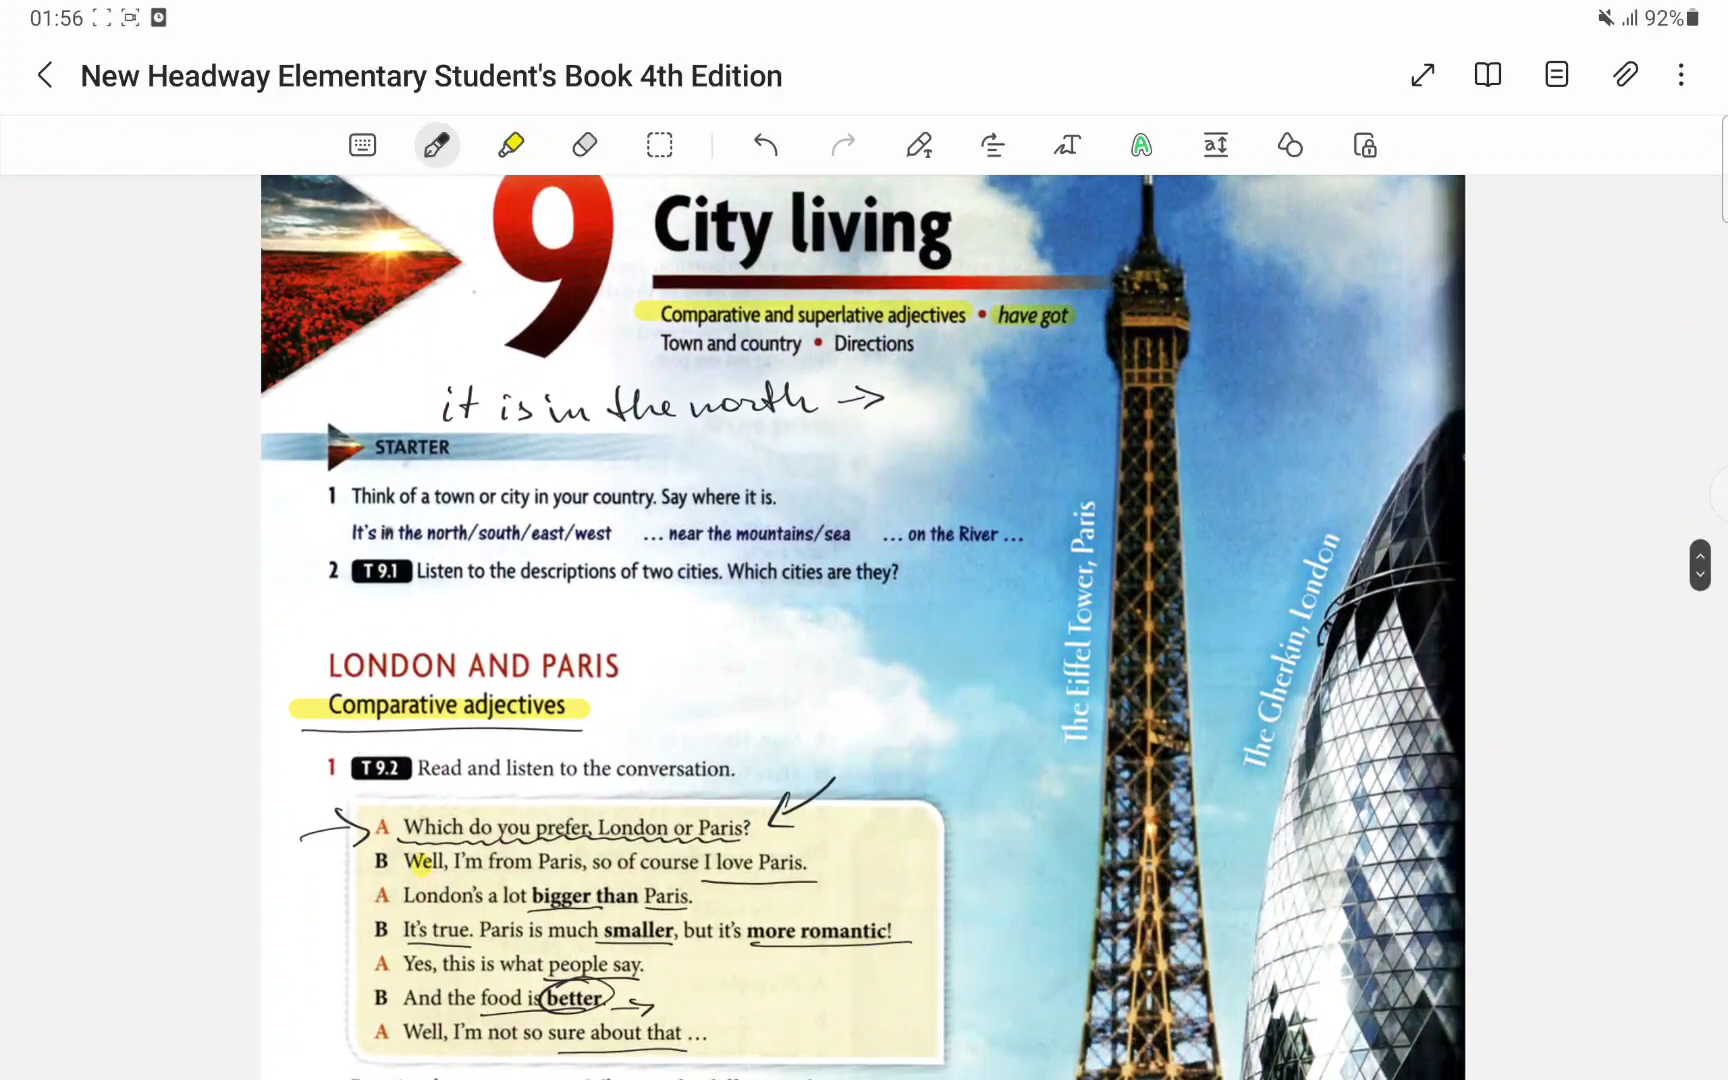 01:56
92%
New Headway Elementary Student's Book 4th Edition
9 City living
Comparative and superlative adjectives • have got
Town and country • Directions
it is in the north →
STARTER
1 Think of a town or city in your country. Say where it is.
It's in the north/south/east/west … near the mountains/sea … on the River …
2 T 9.1 Listen to the descriptions of two cities. Which cities are they?
The Eiffel Tower, Paris
The Gherkin, London
LONDON AND PARIS
Comparative adjectives
1 T 9.2 Read and listen to the conversation.
A Which do you prefer, London or Paris?
B Well, I'm from Paris, so of course I love Paris.
A London's a lot bigger than Paris.
B It's true. Paris is much smaller, but it's more romantic!
A Yes, this is what people say.
B And the food is better.
A Well, I'm not so sure about that …